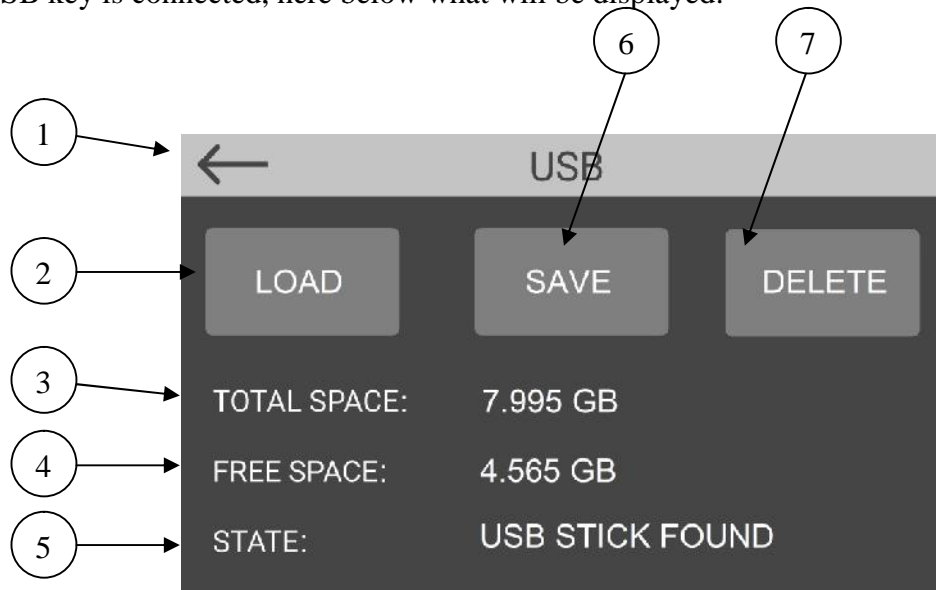 SB key is connected, here below what will be displayed:
6 7
1
USB
2 LOAD SAVE DELETE
3 TOTAL SPACE: 7.995 GB
4 FREE SPACE: 4.565 GB
5 STATE: USB STICK FOUND